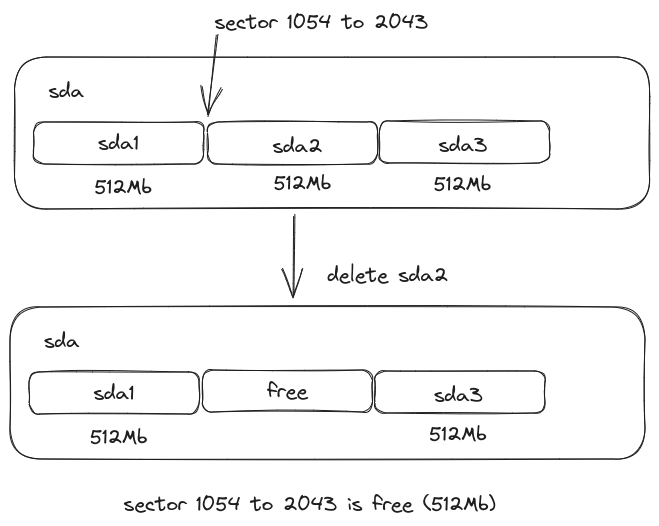 sector 1054 to 2043
sda
sda1 sda2 sda3
512Mb 512Mb 512Mb
delete sda2
sda
sda1 free sda3
512Mb 512Mb
sector 1054 to 2043 is free (512Mb)